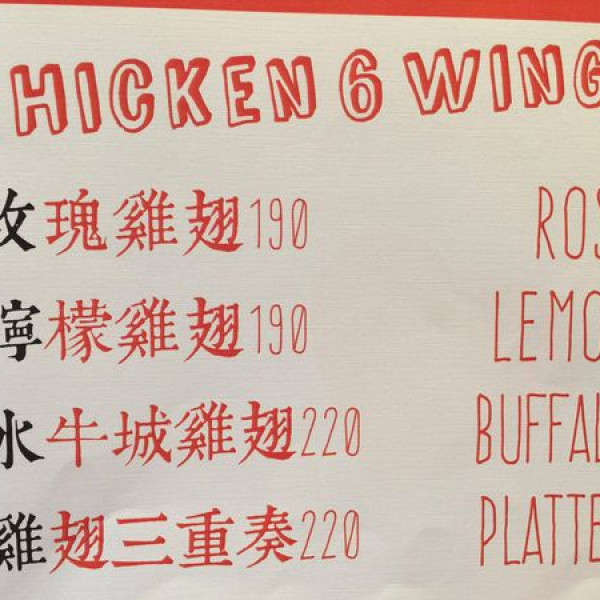 HICKEN 6 WING
玫瑰雞翅190 ROS
檸檬雞翅190 LEMO
水牛城雞翅220 BUFFAL
雞翅三重奏220 PLATTE